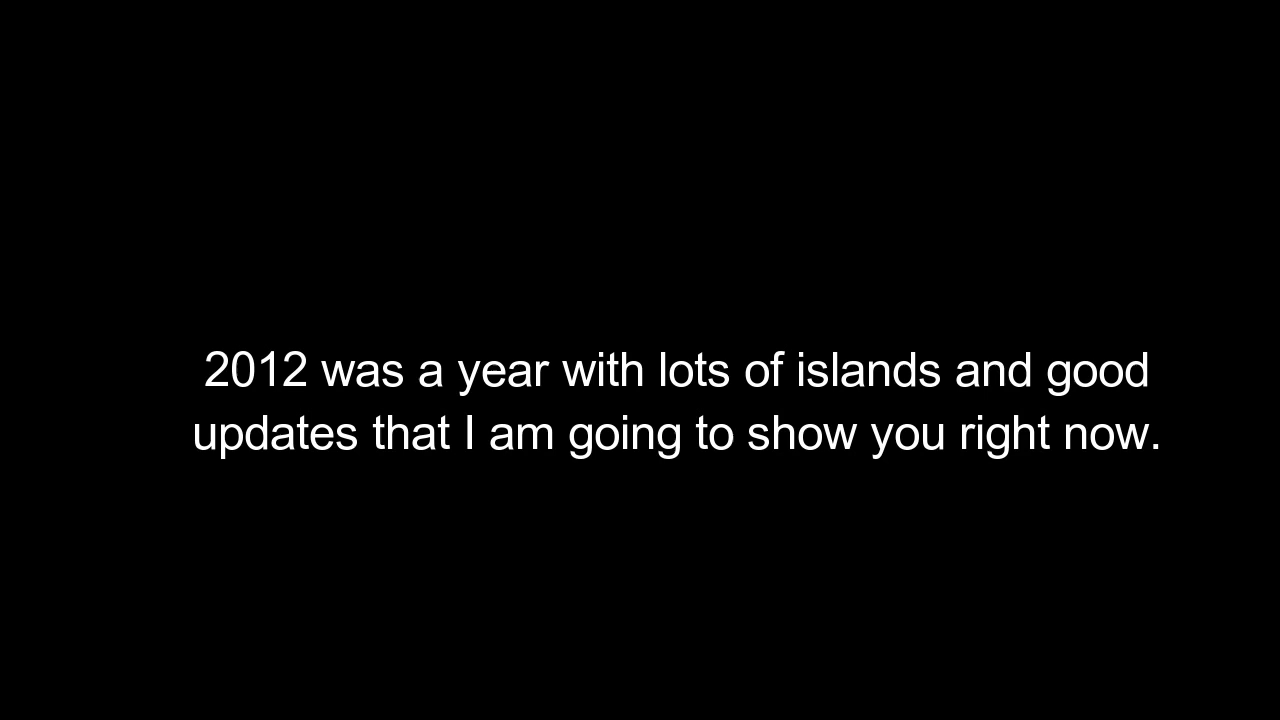 2012 was a year with lots of islands and good
updates that I am going to show you right now.